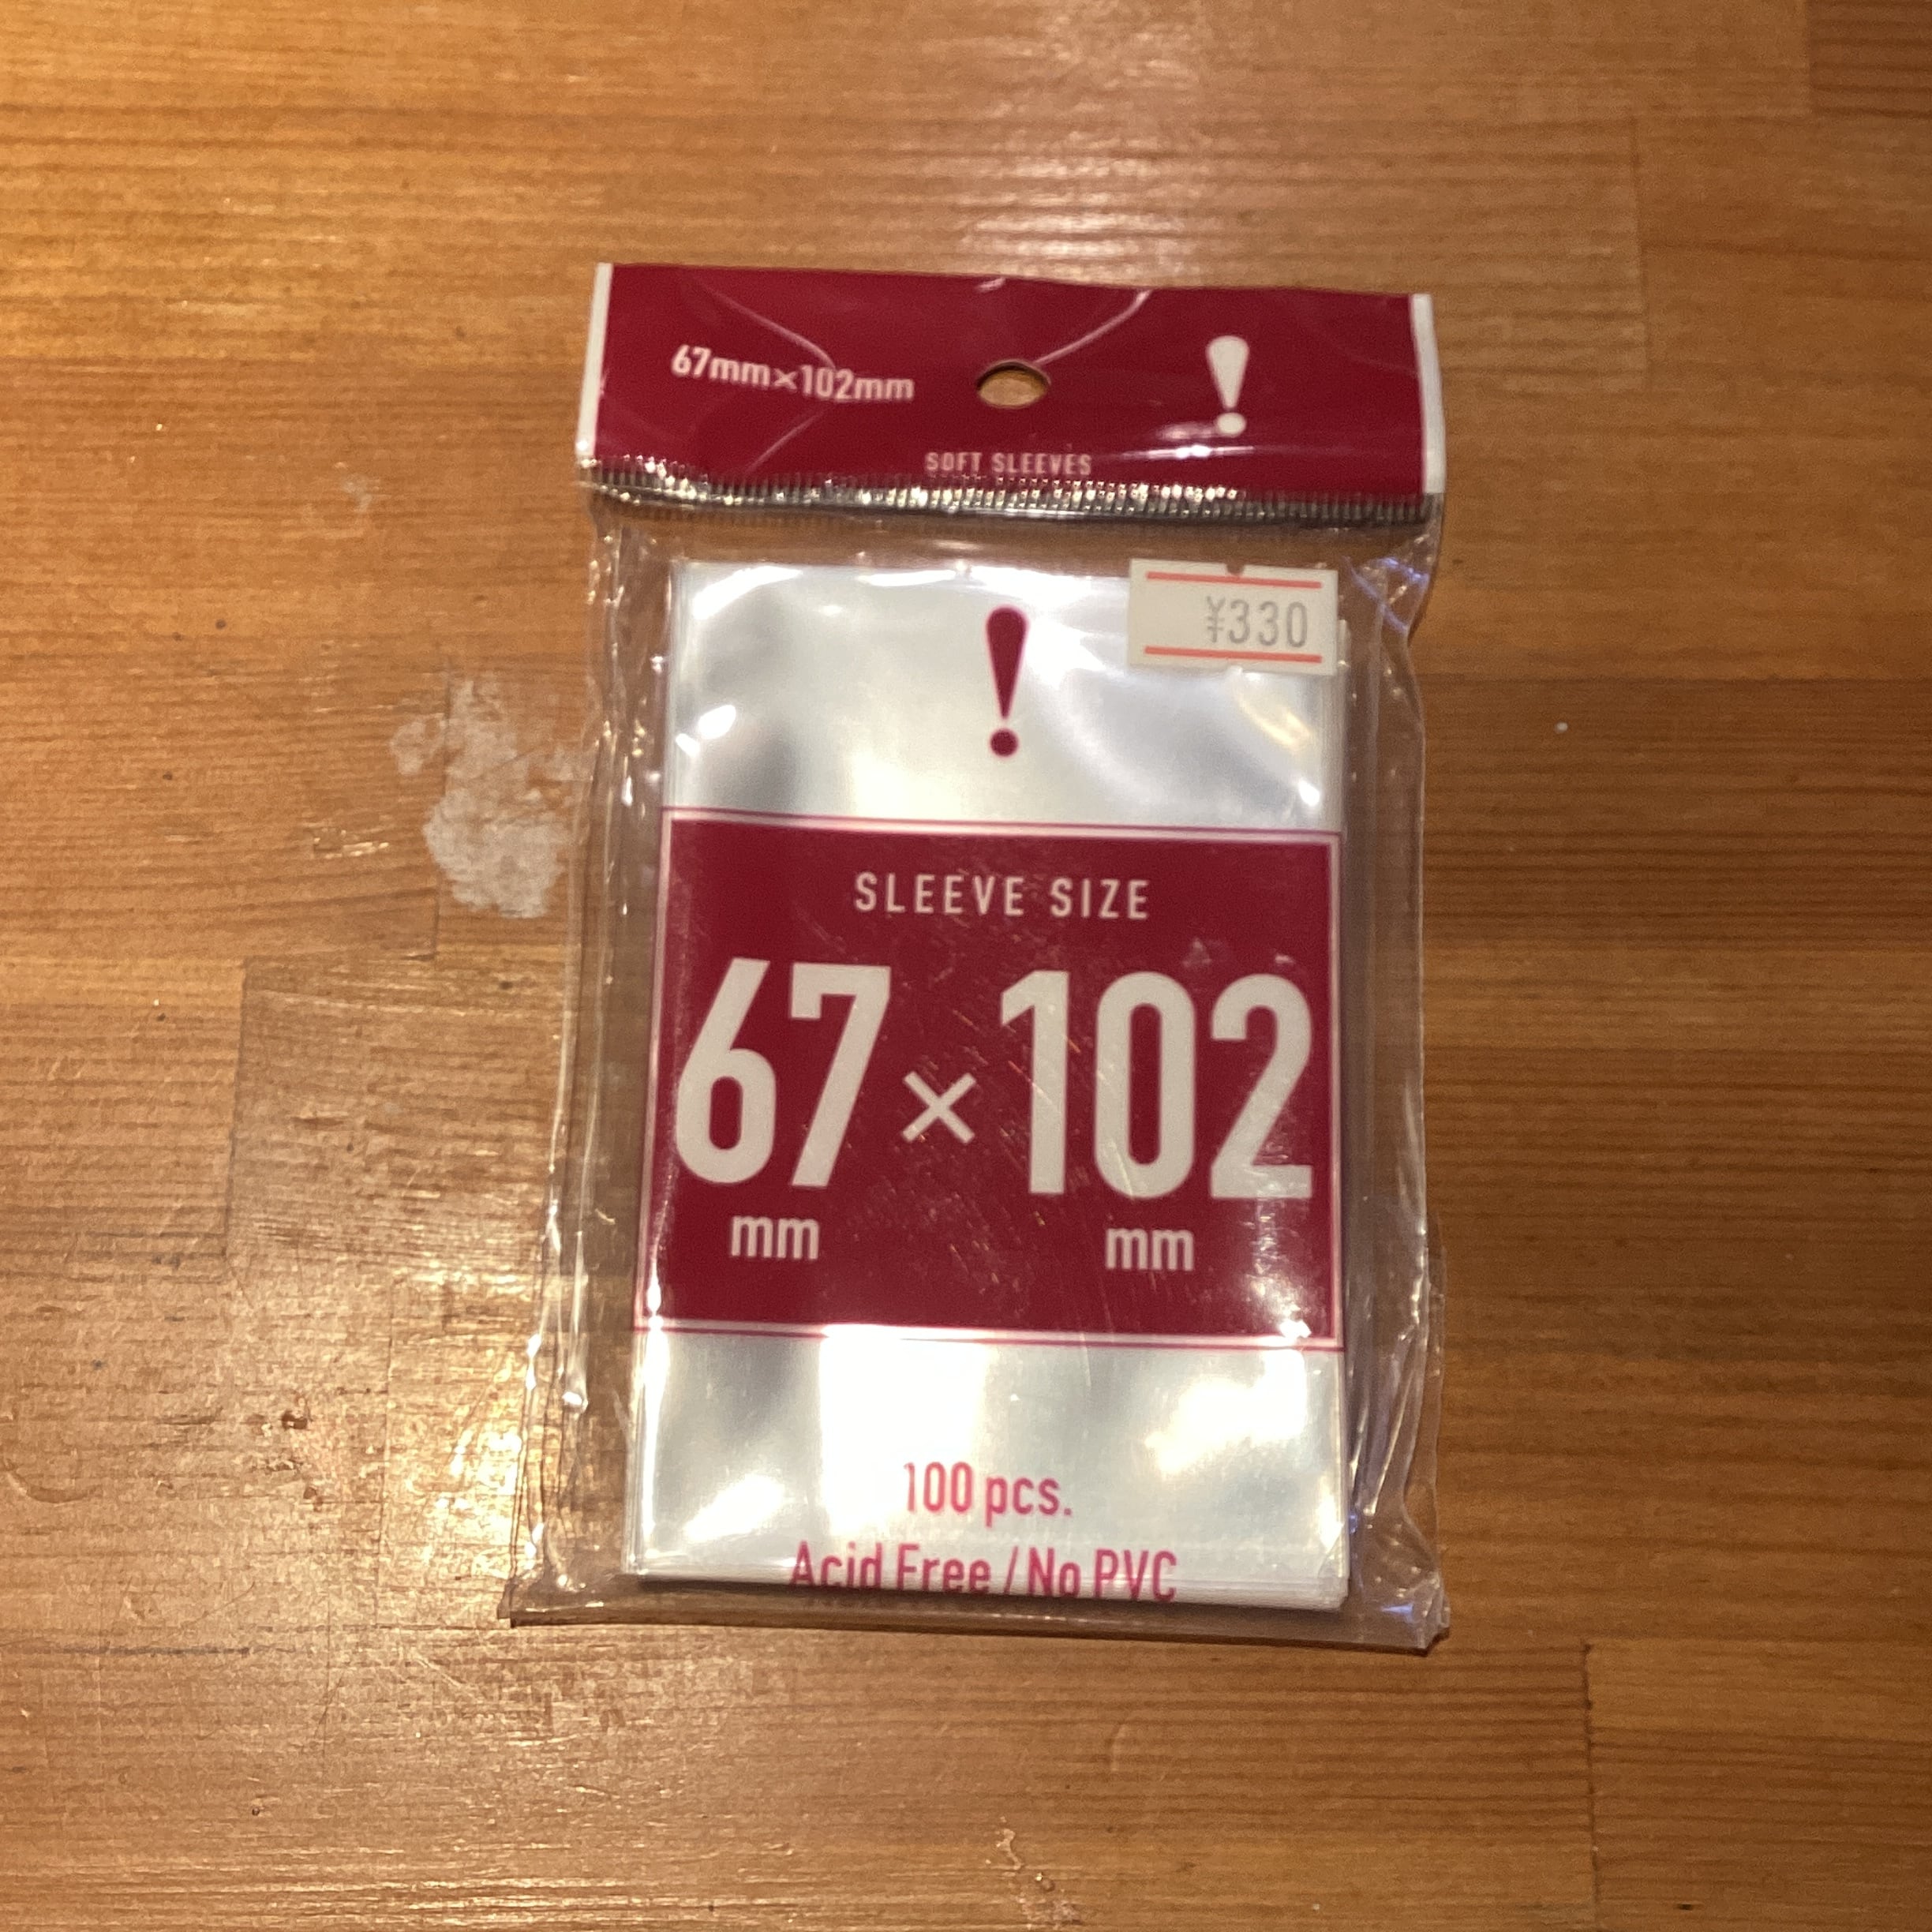 67mm×102mm
!
SOFT SLEEVES
¥330
!
SLEEVE SIZE
67×102
mm mm
100 pcs.
Acid Free / No PVC